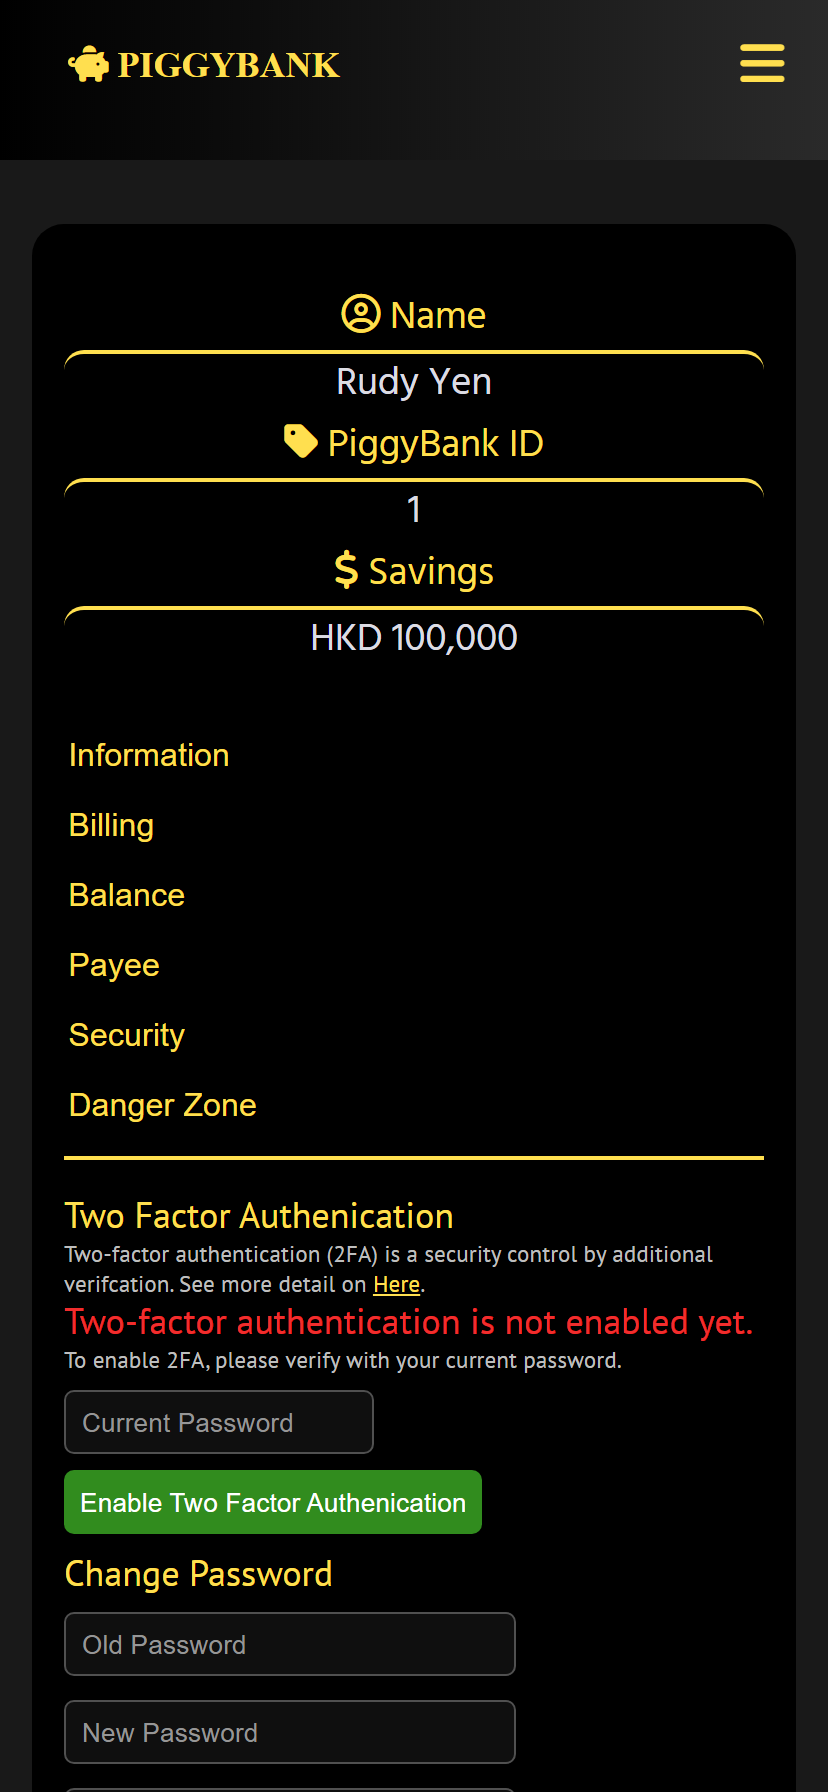 PIGGYBANK
Name
Rudy Yen
PiggyBank ID
1
Savings
HKD 100,000
Information
Billing
Balance
Payee
Security
Danger Zone
Two Factor Authenication
Two-factor authentication (2FA) is a security control by additional
verifcation. See more detail on Here.
Two-factor authentication is not enabled yet.
To enable 2FA, please verify with your current password.
Current Password
Enable Two Factor Authenication
Change Password
Old Password
New Password